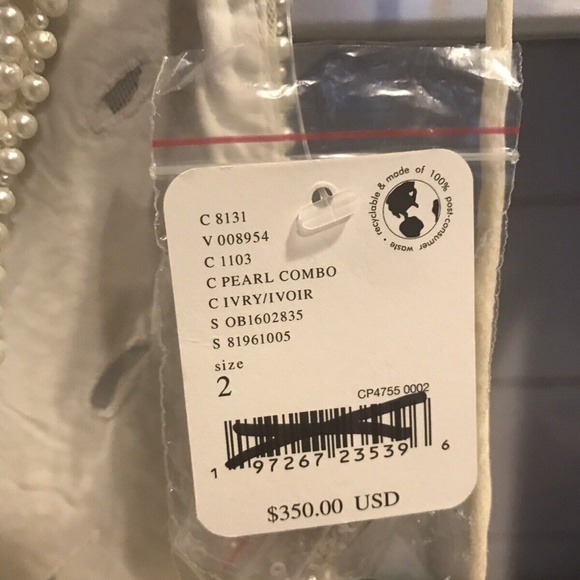 C 8131
V 008954
C 1103
C PEARL COMBO
C IVRY/IVOIR
S OB1602835
S 81961005
size
2
CP4755 0002
1 97267 23539 6
$350.00 USD
recyclable & made of 100% post-consumer waste •